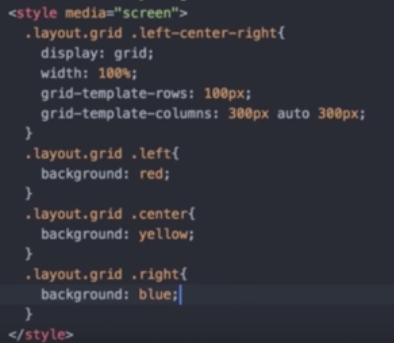 <style media="screen">
.layout.grid .left-center-right{
display: grid;
width: 100%;
grid-template-rows: 100px;
grid-template-columns: 300px auto 300px;
}
.layout.grid .left{
background: red;
}
.layout.grid .center{
background: yellow;
}
.layout.grid .right{
background: blue;
}
</style>